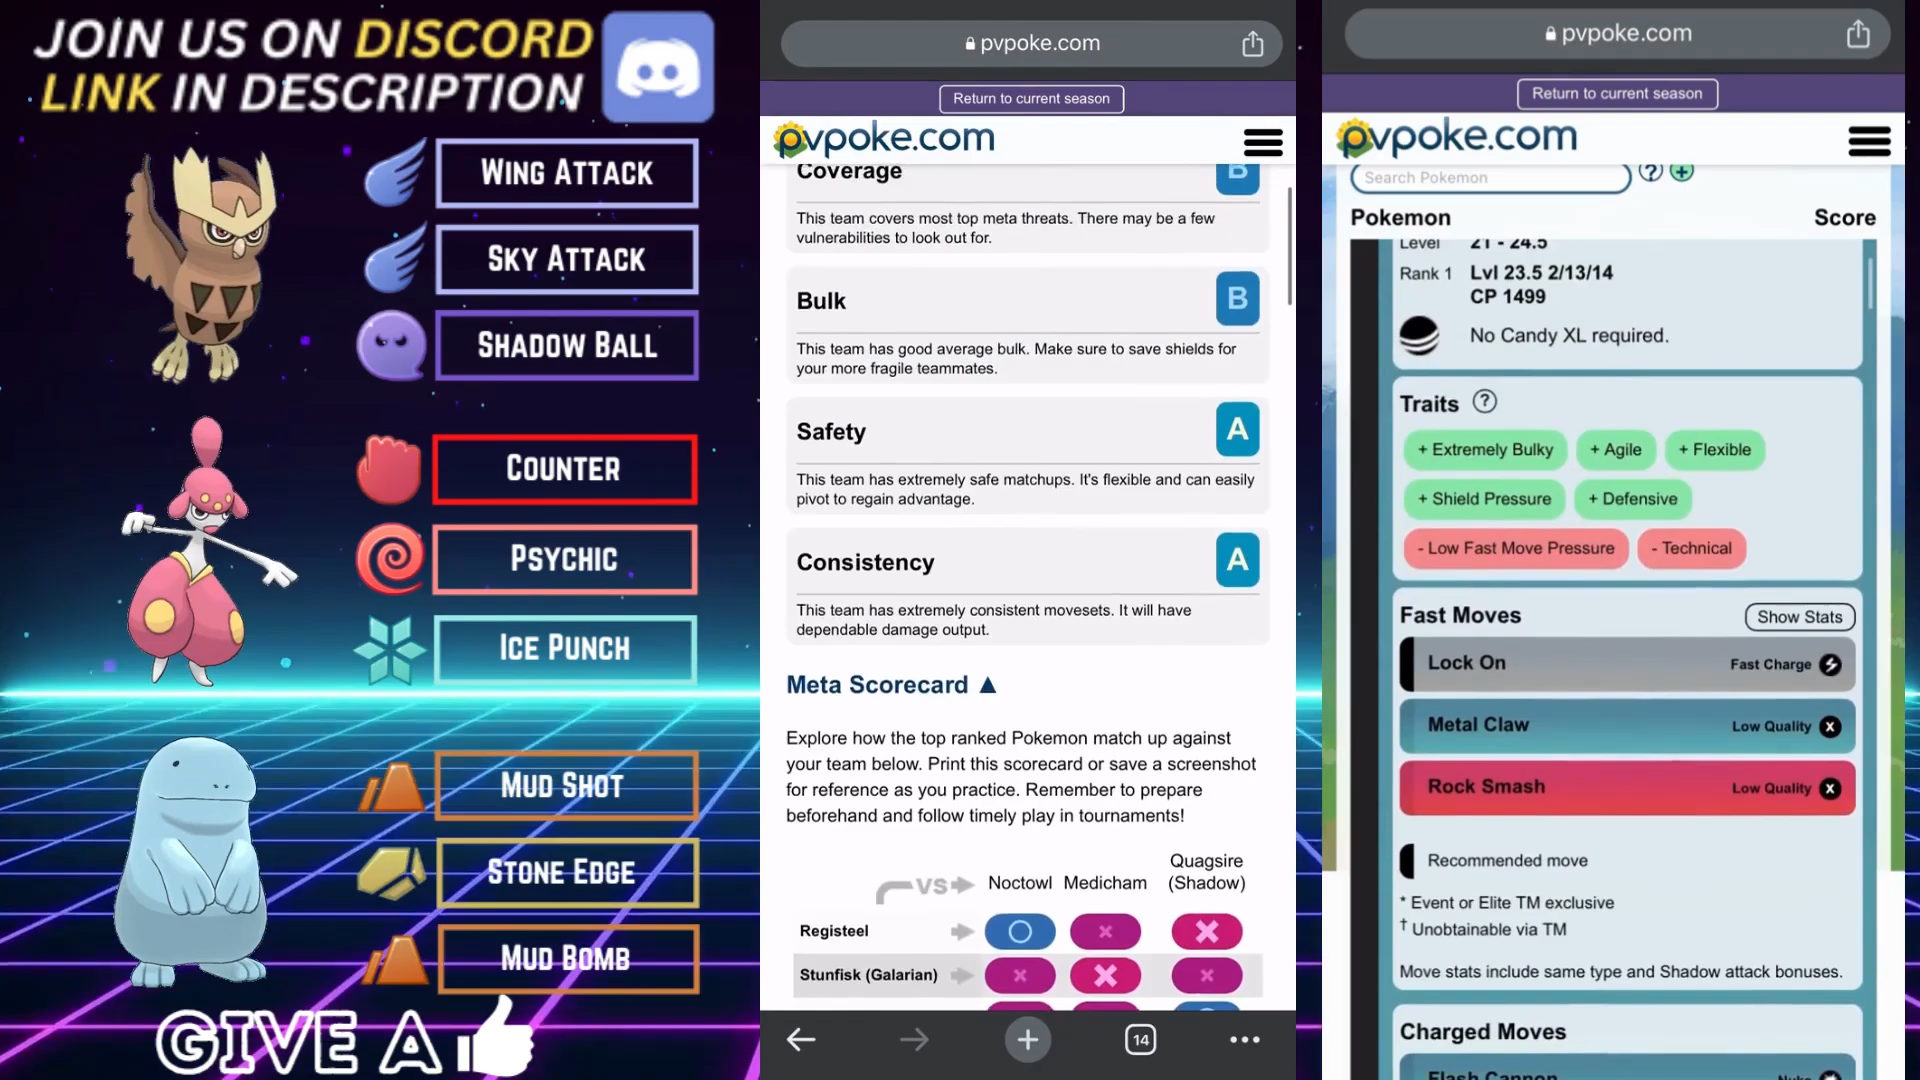 JOIN US ON DISCORD
LINK IN DESCRIPTION
WING ATTACK
SKY ATTACK
SHADOW BALL
COUNTER
PSYCHIC
ICE PUNCH
MUD SHOT
STONE EDGE
MUD BOMB
GIVE A
pvpoke.com
Return to current season
pvpoke.com
Coverage
B
This team covers most top meta threats. There may be a few
vulnerabilities to look out for.
Bulk
B
This team has good average bulk. Make sure to save shields for
your more fragile teammates.
Safety
A
This team has extremely safe matchups. It's flexible and can easily
pivot to regain advantage.
Consistency
A
This team has extremely consistent movesets. It will have
dependable damage output.
Meta Scorecard ▲
Explore how the top ranked Pokemon match up against
your team below. Print this scorecard or save a screenshot
for reference as you practice. Remember to prepare
beforehand and follow timely play in tournaments!
VS Noctowl Medicham Quagsire
(Shadow)
Registeel
Stunfisk (Galarian)
14
pvpoke.com
Return to current season
pvpoke.com
Search Pokemon ? +
Pokemon Score
Level 21 - 24.5
Rank 1 Lvl 23.5 2/13/14
CP 1499
No Candy XL required.
Traits ?
+ Extremely Bulky + Agile + Flexible
+ Shield Pressure + Defensive
- Low Fast Move Pressure - Technical
Fast Moves Show Stats
Lock On Fast Charge
Metal Claw Low Quality
Rock Smash Low Quality
Recommended move
* Event or Elite TM exclusive
† Unobtainable via TM
Move stats include same type and Shadow attack bonuses.
Charged Moves
Flash Cannon Nuke